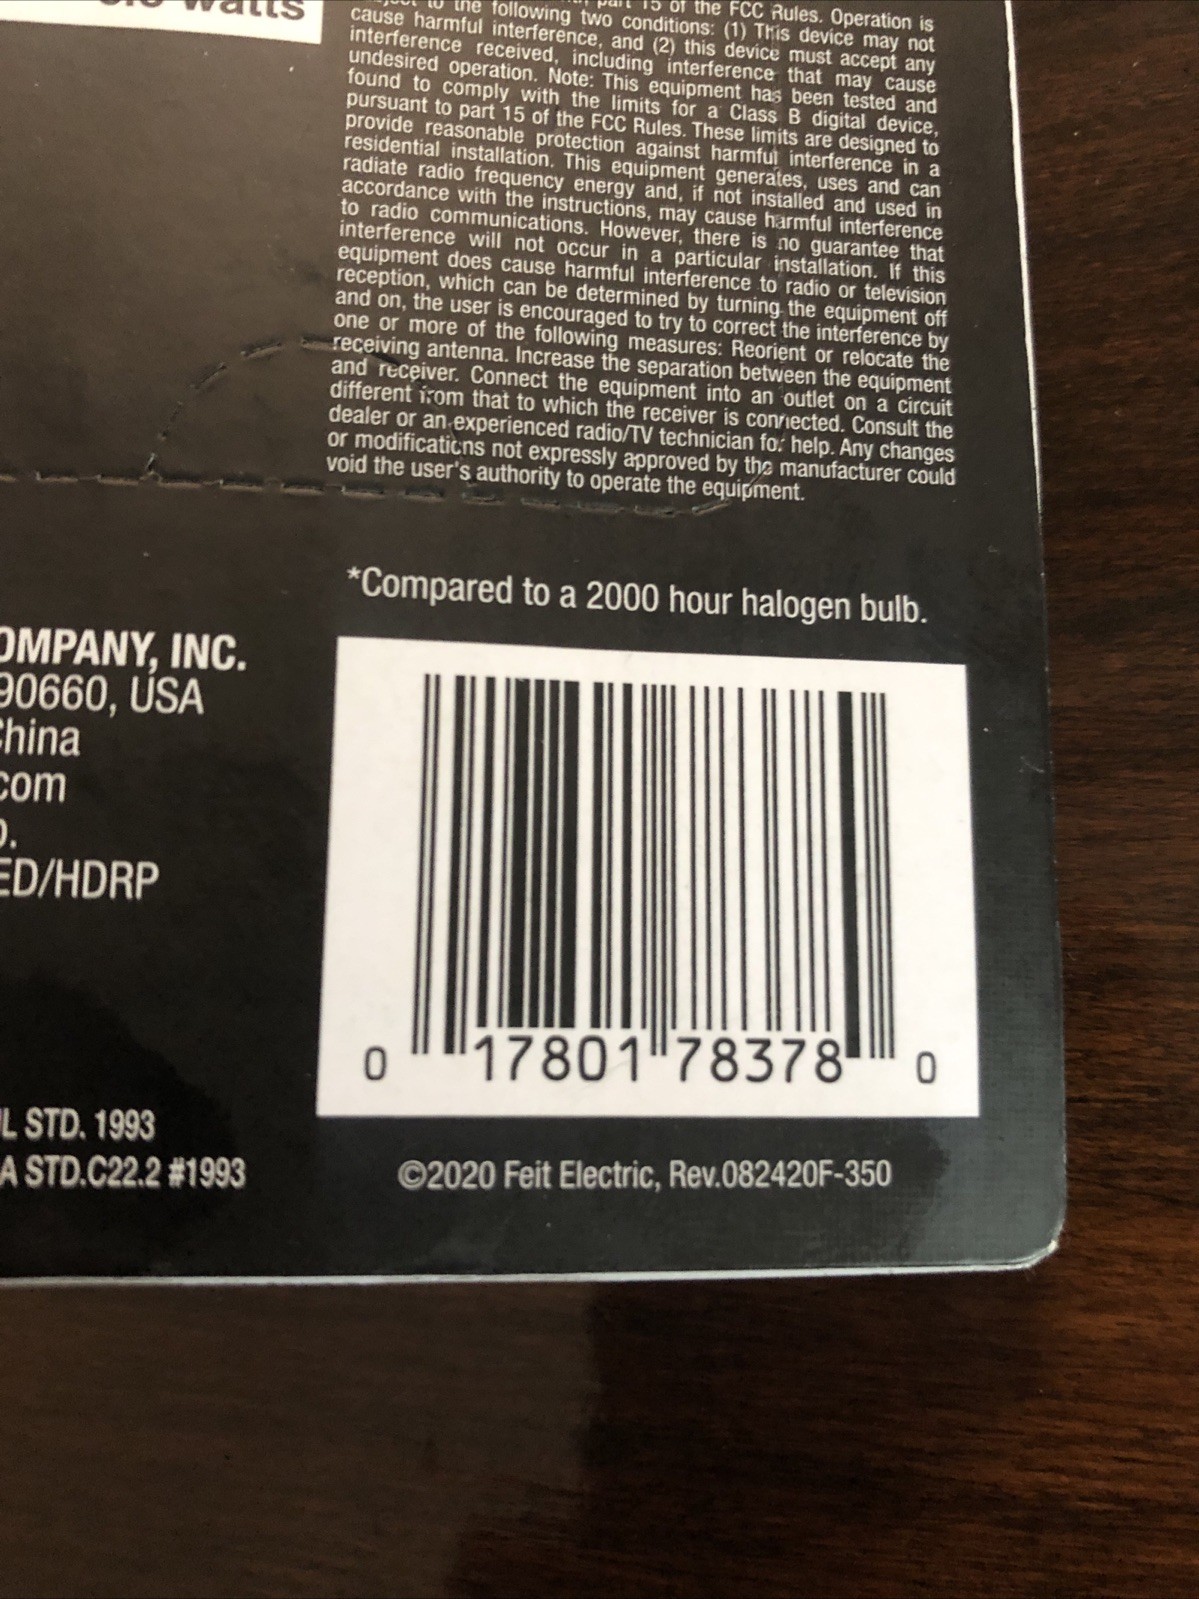 watts
part 15 of the FCC Rules. Operation is
to the following two conditions: (1) This device may not
cause harmful interference, and (2) this device must accept any
interference received, including interference that may cause
undesired operation. Note: This equipment has been tested and
found to comply with the limits for a Class B digital device,
pursuant to part 15 of the FCC Rules. These limits are designed to
provide reasonable protection against harmful interference in a
residential installation. This equipment generates, uses and can
radiate radio frequency energy and, if not installed and used in
accordance with the instructions, may cause harmful interference
to radio communications. However, there is no guarantee that
interference will not occur in a particular installation. If this
equipment does cause harmful interference to radio or television
reception, which can be determined by turning the equipment off
and on, the user is encouraged to try to correct the interference by
one or more of the following measures: Reorient or relocate the
receiving antenna. Increase the separation between the equipment
and receiver. Connect the equipment into an outlet on a circuit
different from that to which the receiver is connected. Consult the
dealer or an experienced radio/TV technician for help. Any changes
or modifications not expressly approved by the manufacturer could
void the user's authority to operate the equipment.
*Compared to a 2000 hour halogen bulb.
OMPANY, INC.
90660, USA
China
com
ED/HDRP
0 17801 78378 0
L STD. 1993
A STD.C22.2 #1993
©2020 Feit Electric, Rev.082420F-350